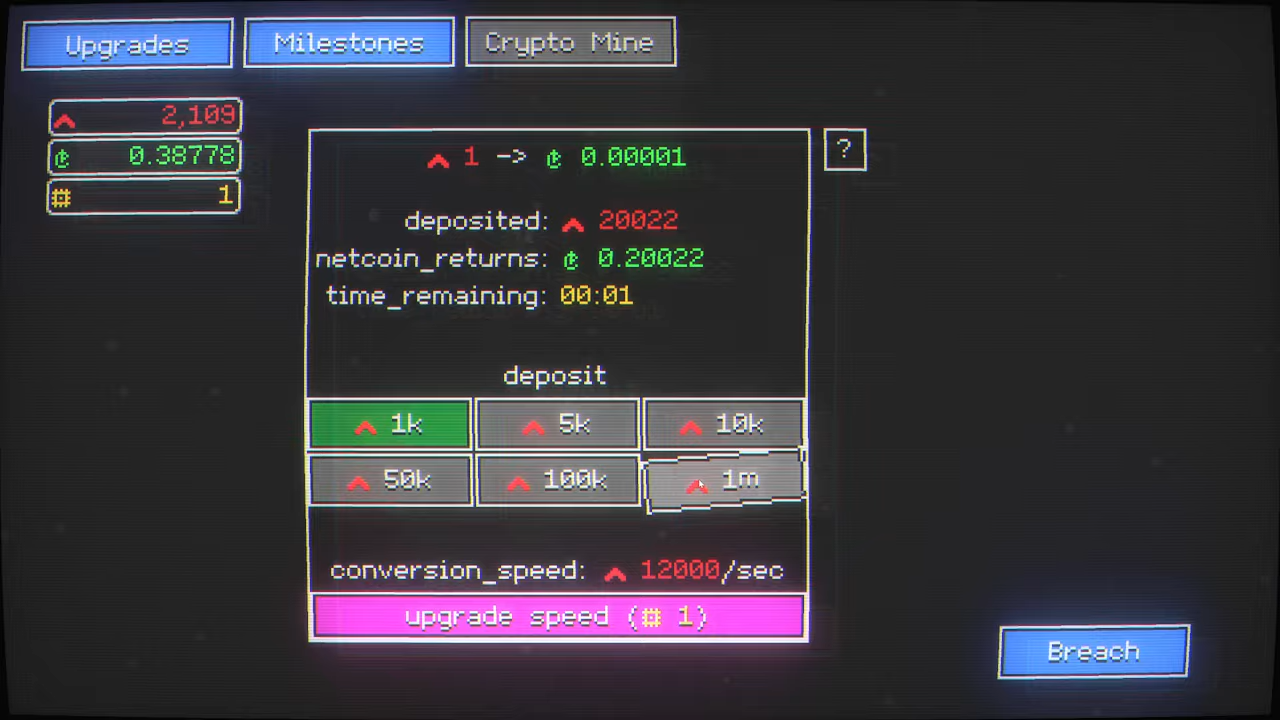 Upgrades Milestones Crypto Mine
2,109
0.38778
1
1 -> 0.00001
?
deposited: 20022
netcoin_returns: 0.20022
time_remaining: 00:01
deposit
1k 5k 10k
50k 100k 1m
conversion_speed: 12000/sec
upgrade speed ( 1)
Breach